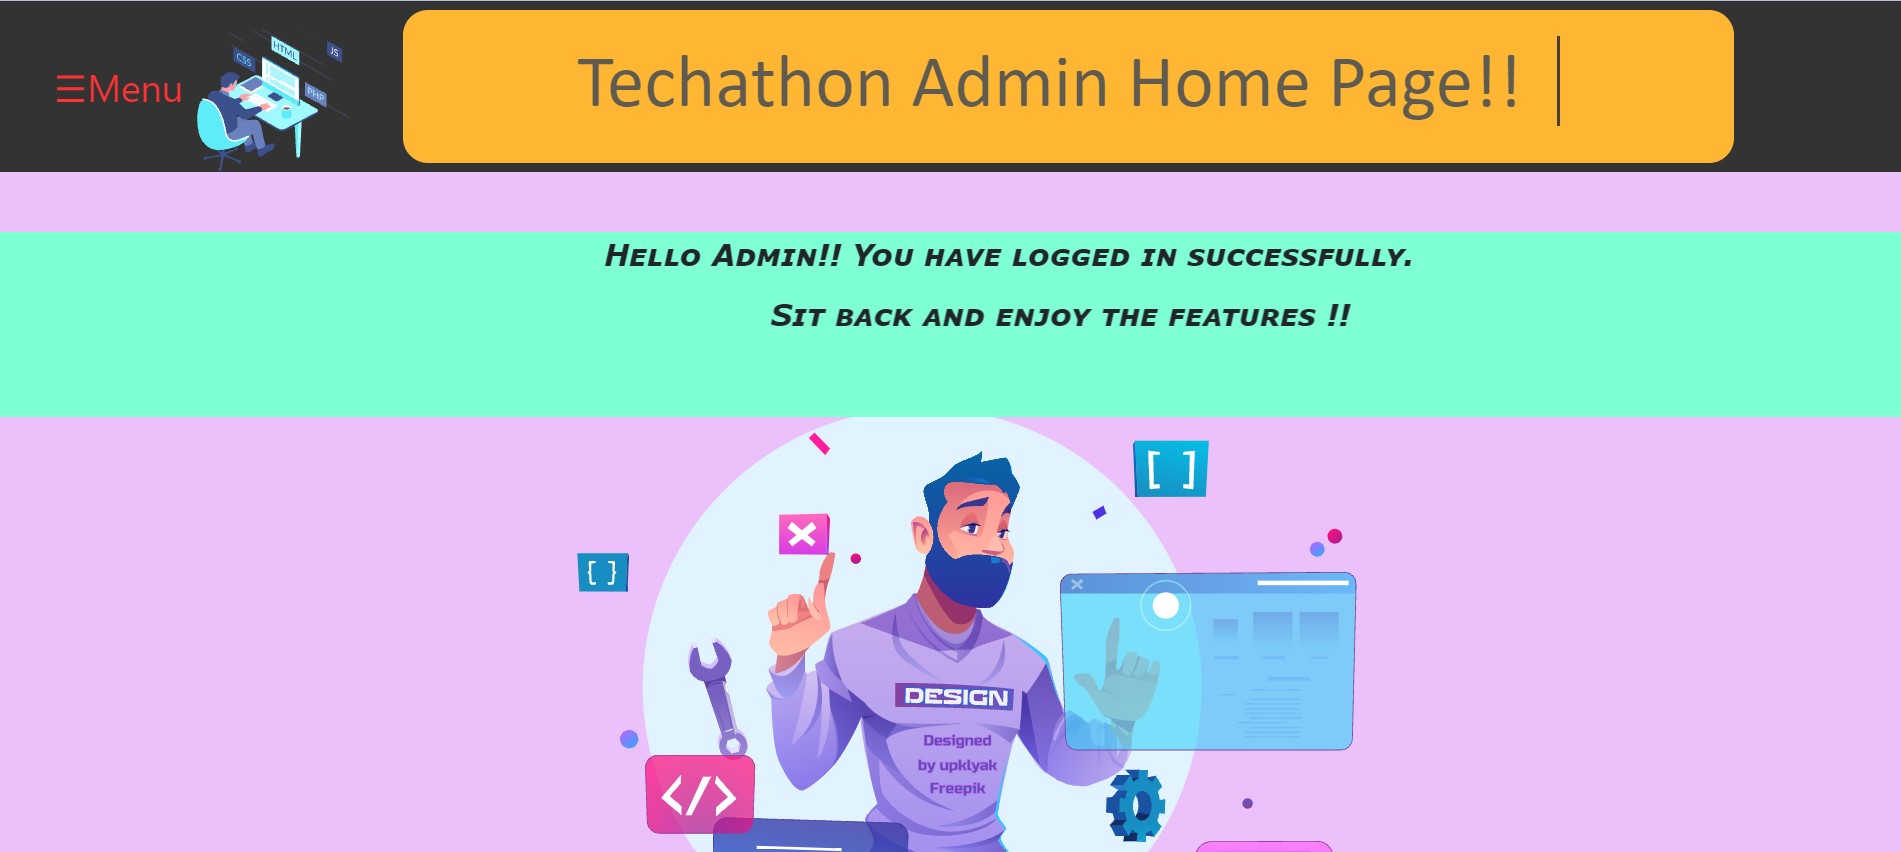 ☰Menu
CSS
HTML
JS
PHP
Techathon Admin Home Page!!
Hello Admin!! You have logged in successfully.
Sit back and enjoy the features !!
[ ]
{ }
DESIGN
Designed
by upklyak
Freepik
</>